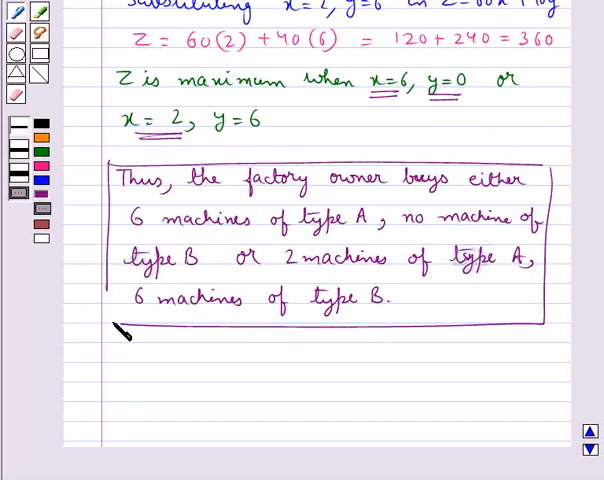 substituting x=2, y=6 in Z=60x+40y
Z = 60(2) + 40(6) = 120 + 240 = 360
Z is maximum when x=6, y=0 or
x = 2, y=6
Thus, the factory owner buys either
6 machines of type A, no machine of
type B or 2 machines of type A,
6 machines of type B.